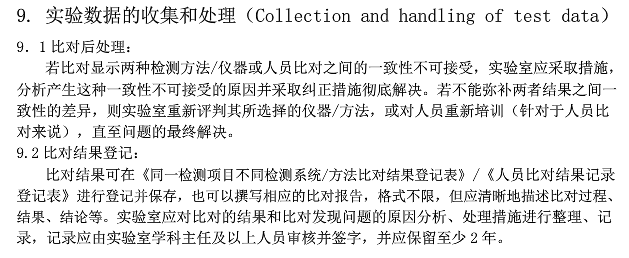 9. 实验数据的收集和处理（Collection and handling of test data）
9．1比对后处理：
若比对显示两种检测方法/仪器或人员比对之间的一致性不可接受，实验室应采取措施，
分析产生这种一致性不可接受的原因并采取纠正措施彻底解决。若不能弥补两者结果之间一
致性的差异，则实验室重新评判其所选择的仪器/方法，或对人员重新培训（针对于人员比
对来说），直至问题的最终解决。
9.2比对结果登记：
比对结果可在《同一检测项目不同检测系统/方法比对结果登记表》/《人员比对结果记录
登记表》进行登记并保存，也可以撰写相应的比对报告，格式不限，但应清晰地描述比对过程、
结果、结论等。实验室应对比对的结果和比对发现问题的原因分析、处理措施进行整理、记
录，记录应由实验室学科主任及以上人员审核并签字，并应保留至少2年。